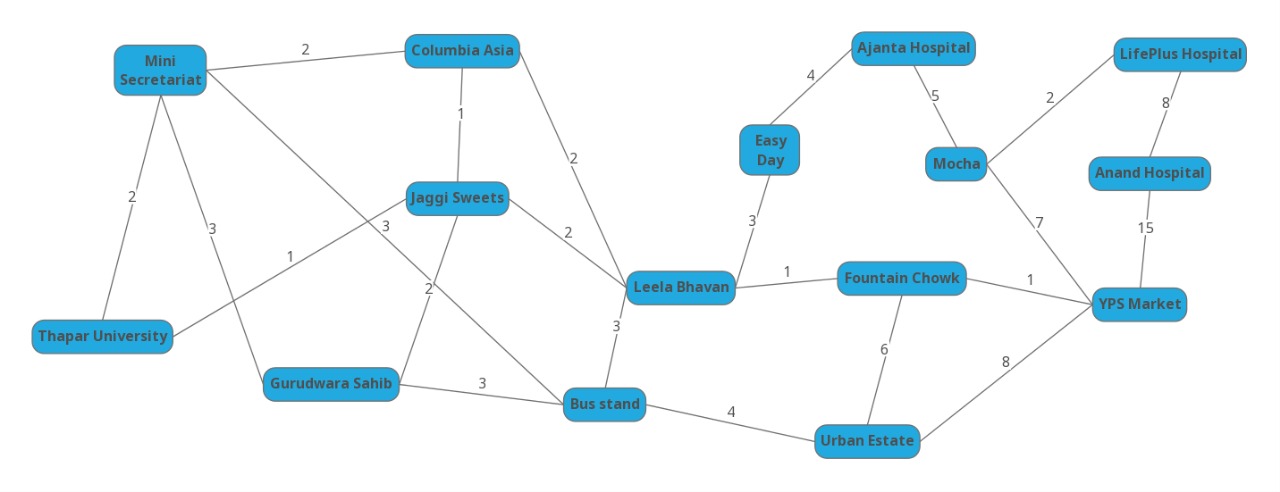 Mini
Secretariat
2
Columbia Asia
Ajanta Hospital
LifePlus Hospital
4
5
2
8
1
Easy
Day
2
Mocha
Anand Hospital
2
Jaggi Sweets
3
3
2
3
7
15
1
2
Leela Bhavan
1
Fountain Chowk
1
YPS Market
3
Thapar University
6
8
Gurudwara Sahib
3
Bus stand
4
Urban Estate